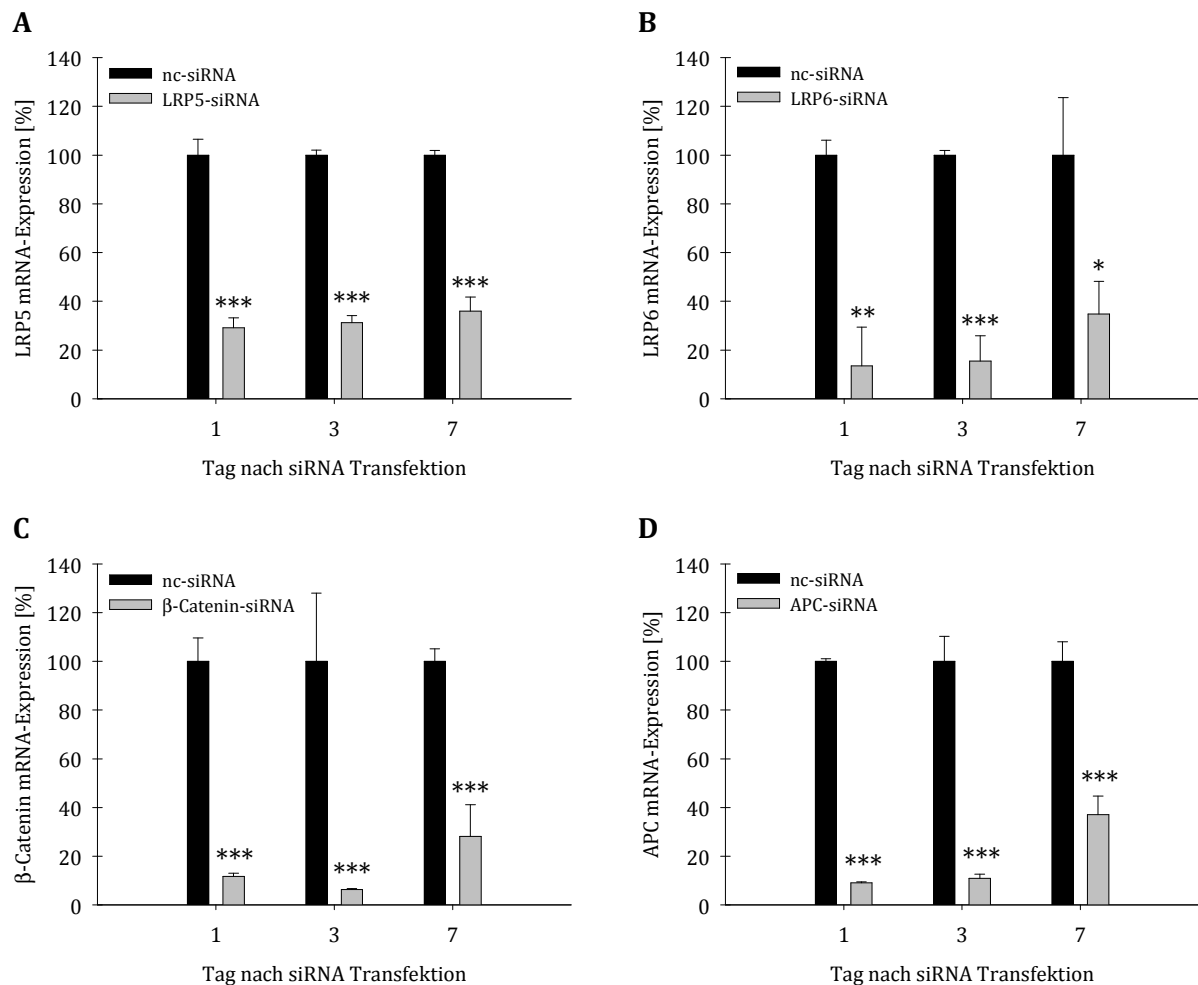 A
140
120
100
80
60
40
20
0
LRP5 mRNA-Expression [%]
nc-siRNA
LRP5-siRNA
***
***
***
1 3 7
Tag nach siRNA Transfektion
B
140
120
100
80
60
40
20
0
LRP6 mRNA-Expression [%]
nc-siRNA
LRP6-siRNA
**
***
*
1 3 7
Tag nach siRNA Transfektion
C
140
120
100
80
60
40
20
0
β-Catenin mRNA-Expression [%]
nc-siRNA
β-Catenin-siRNA
***
***
***
1 3 7
Tag nach siRNA Transfektion
D
140
120
100
80
60
40
20
0
APC mRNA-Expression [%]
nc-siRNA
APC-siRNA
***
***
***
1 3 7
Tag nach siRNA Transfektion